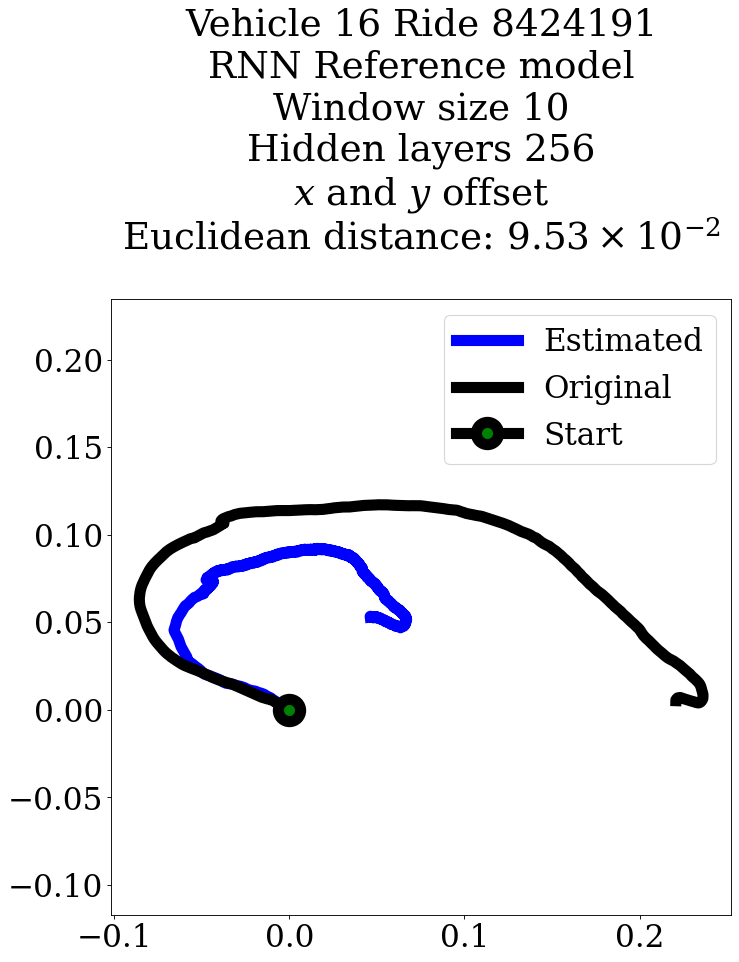 Vehicle 16 Ride 8424191
RNN Reference model
Window size 10
Hidden layers 256
x and y offset
Euclidean distance: 9.53 × 10⁻²
Estimated
Original
Start
0.20
0.15
0.10
0.05
0.00
−0.05
−0.10
−0.1 0.0 0.1 0.2